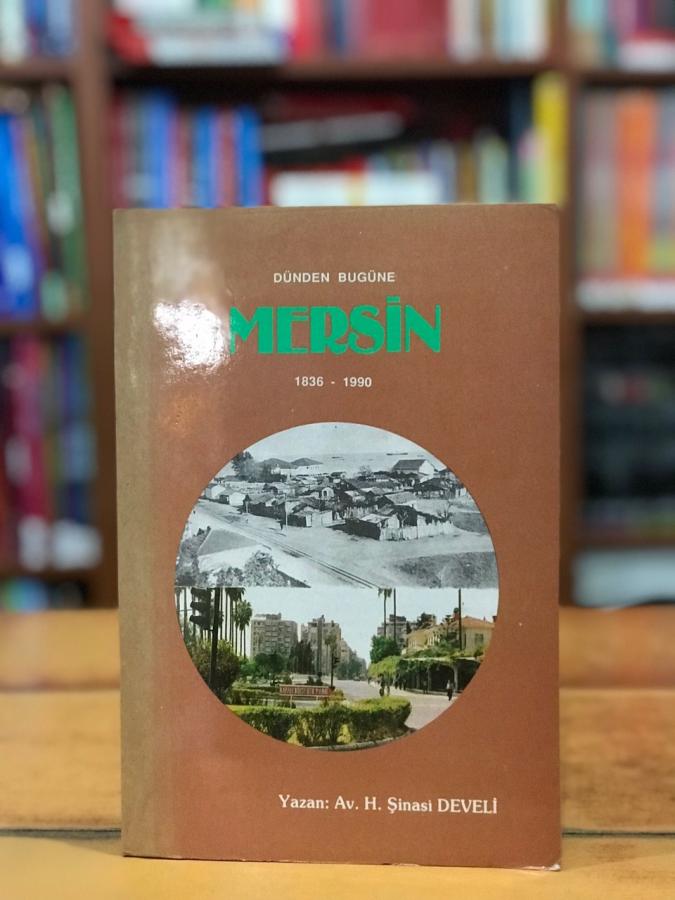 DÜNDEN BUGÜNE
MERSİN
1836 - 1990
Yazan: Av. H. Şinasi DEVELİ